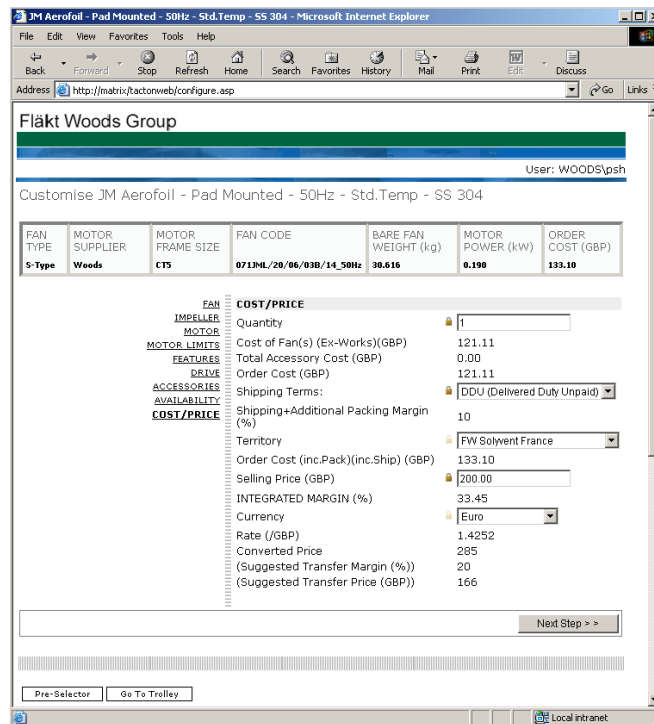 JM Aerofoil - Pad Mounted - 50Hz - Std.Temp - SS 304 - Microsoft Internet Explorer
File Edit View Favorites Tools Help
Back Forward Stop Refresh Home Search Favorites History Mail Print Edit Discuss
Address http://matrix/tactonweb/configure.asp Go Links
Fläkt Woods Group
User: WOODS\psh
Customise JM Aerofoil - Pad Mounted - 50Hz - Std.Temp - SS 304
FAN TYPE MOTOR SUPPLIER MOTOR FRAME SIZE FAN CODE BARE FAN WEIGHT (kg) MOTOR POWER (kW) ORDER COST (GBP)
S-Type Woods CT5 071JML/20/06/03B/14_50Hz 30.616 0.190 133.10
FAN
IMPELLER
MOTOR
MOTOR LIMITS
FEATURES
DRIVE
ACCESSORIES
AVAILABILITY
COST/PRICE
COST/PRICE
Quantity 1
Cost of Fan(s) (Ex-Works)(GBP) 121.11
Total Accessory Cost (GBP) 0.00
Order Cost (GBP) 121.11
Shipping Terms: DDU (Delivered Duty Unpaid)
Shipping+Additional Packing Margin (%) 10
Territory FW Solyvent France
Order Cost (inc.Pack)(inc.Ship) (GBP) 133.10
Selling Price (GBP) 200.00
INTEGRATED MARGIN (%) 33.45
Currency Euro
Rate (/GBP) 1.4252
Converted Price 285
(Suggested Transfer Margin (%)) 20
(Suggested Transfer Price (GBP)) 166
Next Step > >
Pre-Selector Go To Trolley
Local intranet